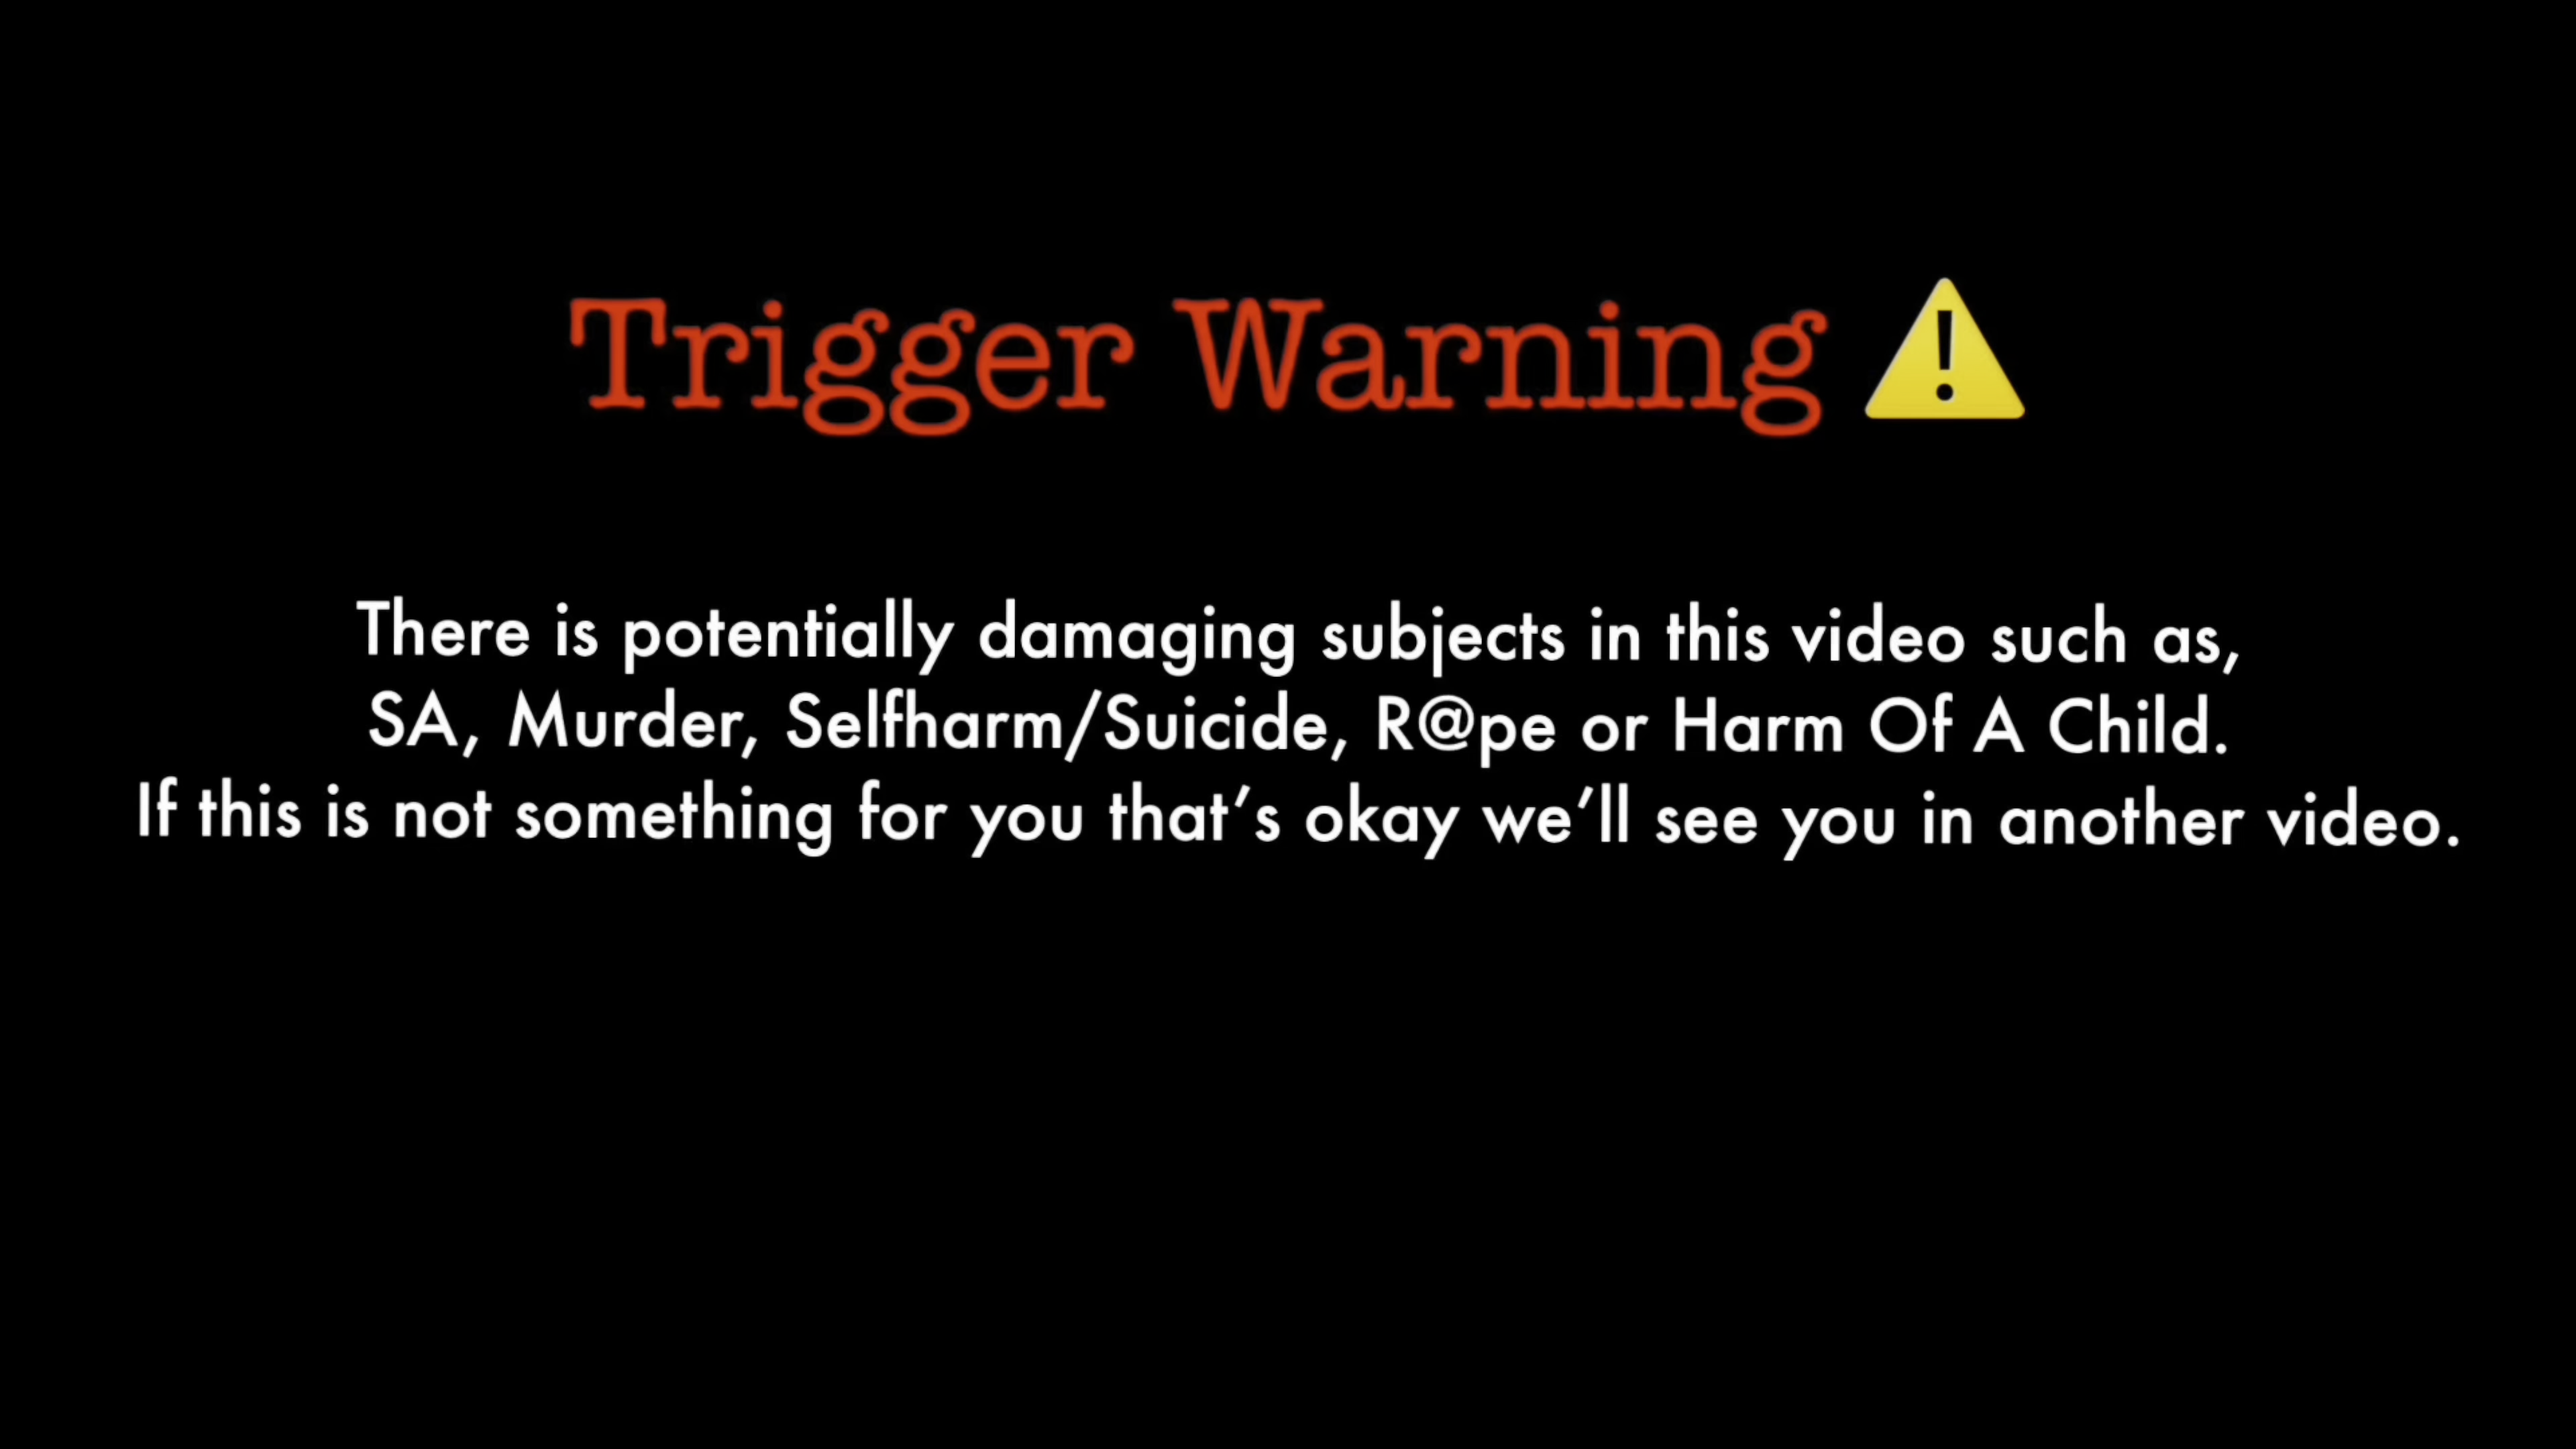 Trigger Warning ⚠️
There is potentially damaging subjects in this video such as,
SA, Murder, Selfharm/Suicide, R@pe or Harm Of A Child.
If this is not something for you that’s okay we’ll see you in another video.